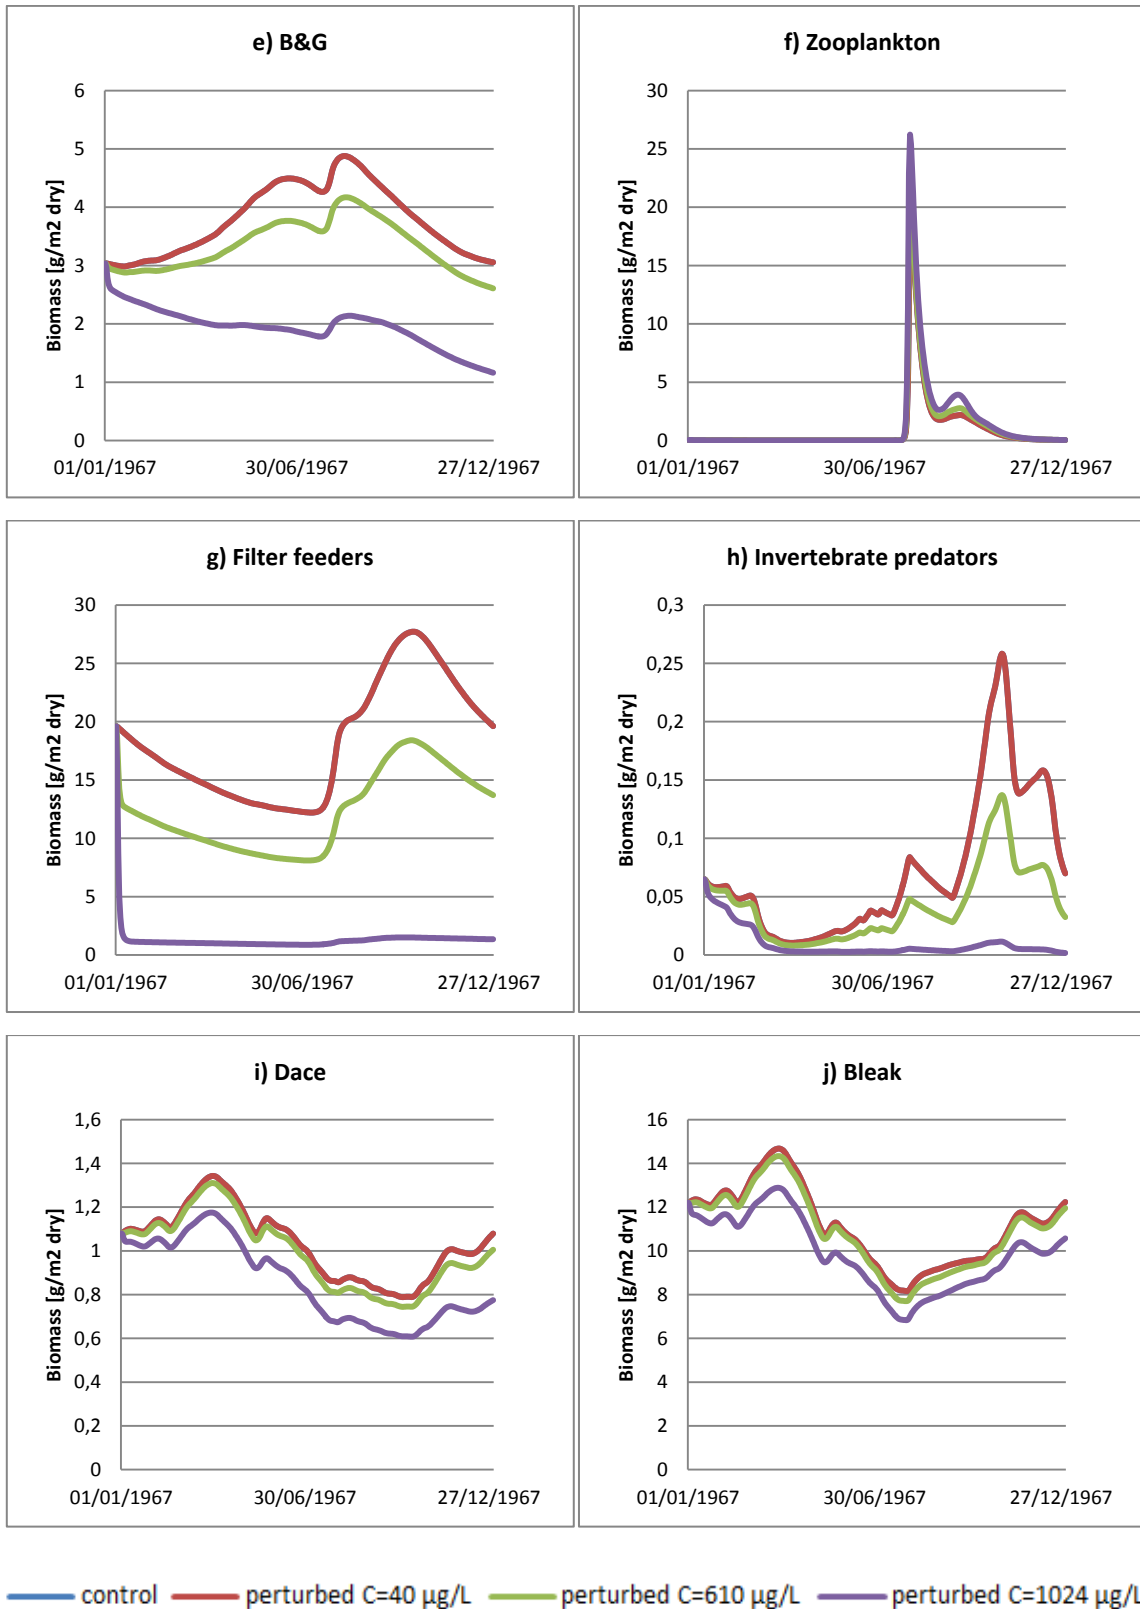 e) B&G
Biomass [g/m2 dry]
6
5
4
3
2
1
0
01/01/1967 30/06/1967 27/12/1967
f) Zooplankton
Biomass [g/m2 dry]
30
25
20
15
10
5
0
01/01/1967 30/06/1967 27/12/1967
g) Filter feeders
Biomass [g/m2 dry]
30
25
20
15
10
5
0
01/01/1967 30/06/1967 27/12/1967
h) Invertebrate predators
Biomass [g/m2 dry]
0,3
0,25
0,2
0,15
0,1
0,05
0
01/01/1967 30/06/1967 27/12/1967
i) Dace
Biomass [g/m2 dry]
1,6
1,4
1,2
1
0,8
0,6
0,4
0,2
0
01/01/1967 30/06/1967 27/12/1967
j) Bleak
Biomass [g/m2 dry]
16
14
12
10
8
6
4
2
0
01/01/1967 30/06/1967 27/12/1967
control perturbed C=40 µg/L perturbed C=610 µg/L perturbed C=1024 µg/L